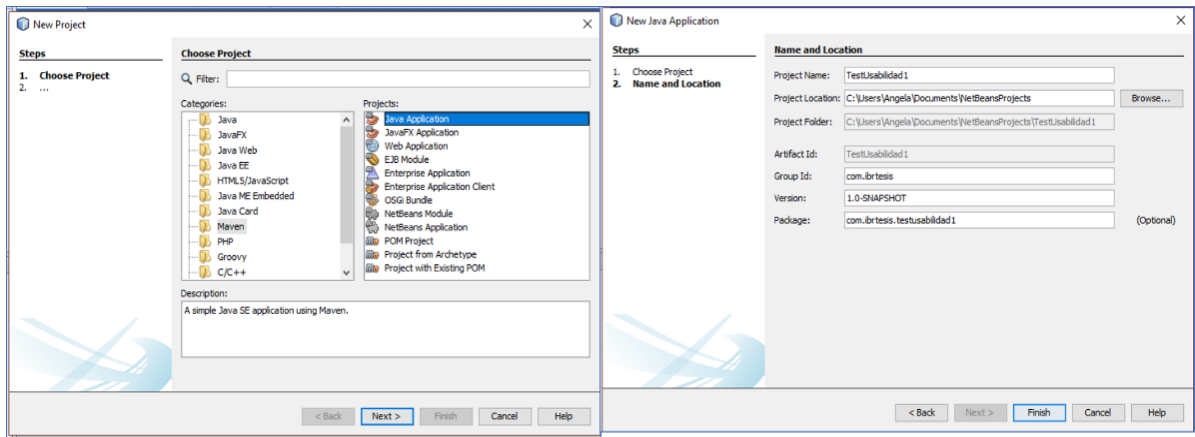 New Project
Steps
1. Choose Project
2. ...
Choose Project
Filter:
Categories:
Java
JavaFX
Java Web
Java EE
HTML5/JavaScript
Java ME Embedded
Java Card
Maven
PHP
Groovy
C/C++
Projects:
Java Application
JavaFX Application
Web Application
EJB Module
Enterprise Application
Enterprise Application Client
OSGi Bundle
NetBeans Module
NetBeans Application
POM Project
Project from Archetype
Project with Existing POM
Description:
A simple Java SE application using Maven.
< Back Next > Finish Cancel Help
New Java Application
Steps
1. Choose Project
2. Name and Location
Name and Location
Project Name: TestUsabilidad1
Project Location: C:\Users\Angela\Documents\NetBeansProjects Browse...
Project Folder: C:\Users\Angela\Documents\NetBeansProjects\TestUsabilidad1
Artifact Id: TestUsabilidad1
Group Id: com.ibrtesis
Version: 1.0-SNAPSHOT
Package: com.ibrtesis.testusabilidad1 (Optional)
< Back Next > Finish Cancel Help